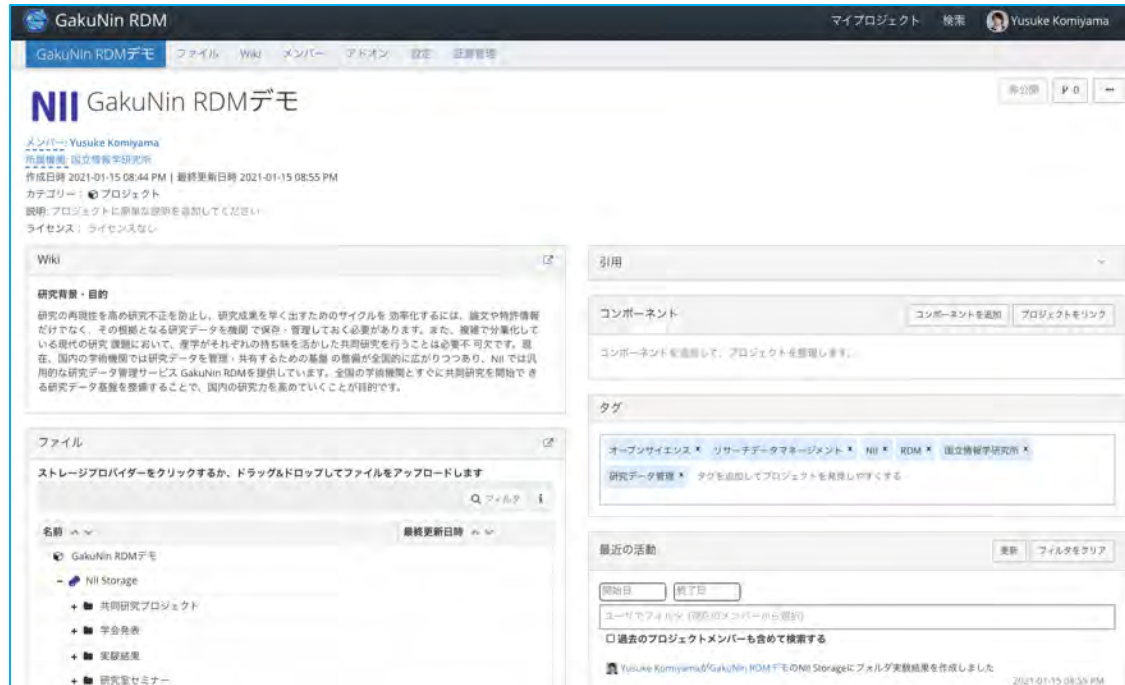 GakuNin RDM
マイプロジェクト 検索 Yusuke Komiyama
GakuNin RDMデモ ファイル Wiki メンバー アドオン 設定 証跡管理
NII GakuNin RDMデモ
非公開 0
メンバー: Yusuke Komiyama
所属機関: 国立情報学研究所
作成日時 2021-01-15 08:44 PM | 最終更新日時 2021-01-15 08:55 PM
カテゴリー: プロジェクト
説明: プロジェクトに簡単な説明を追加してください
ライセンス: ライセンスなし
Wiki
研究背景・目的
研究の再現性を高め研究不正を防止し、研究成果を早く出すためのサイクルを 効率化するには、論文や特許情報
だけでなく、その根拠となる研究データを機関 で保存・管理しておく必要があります。また、複雑で分業化して
いる現代の研究 課題において、産学がそれぞれの持ち味を活かした共同研究を行うことは必要不 可欠です。現
在、国内の学術機関では研究データを管理・共有するための基盤 の整備が全国的に広がりつつあり、NII では汎
用的な研究データ管理サービス GakuNin RDMを提供しています。全国の学術機関とすぐに共同研究を開始で き
る研究データ基盤を整備することで、国内の研究力を高めていくことが目的です。
ファイル
ストレージプロバイダーをクリックするか、ドラッグ&ドロップしてファイルをアップロードします
フィルタ i
名前 最終更新日時
GakuNin RDMデモ
NII Storage
共同研究プロジェクト
学会発表
実験結果
研究室セミナー
引用
コンポーネント コンポーネントを追加 プロジェクトをリンク
コンポーネントを追加して、プロジェクトを整理します。
タグ
オープンサイエンス × リサーチデータマネージメント × NII × RDM × 国立情報学研究所 ×
研究データ管理 × タグを追加してプロジェクトを発見しやすくする
最近の活動 更新 フィルタをクリア
開始日 終了日
ユーザでフィルタ (現在のメンバーから選択)
過去のプロジェクトメンバーも含めて検索する
Yusuke KomiyamaがGakuNin RDMデモのNII Storageにフォルダ実験結果を作成しました
2021-01-15 08:55 PM